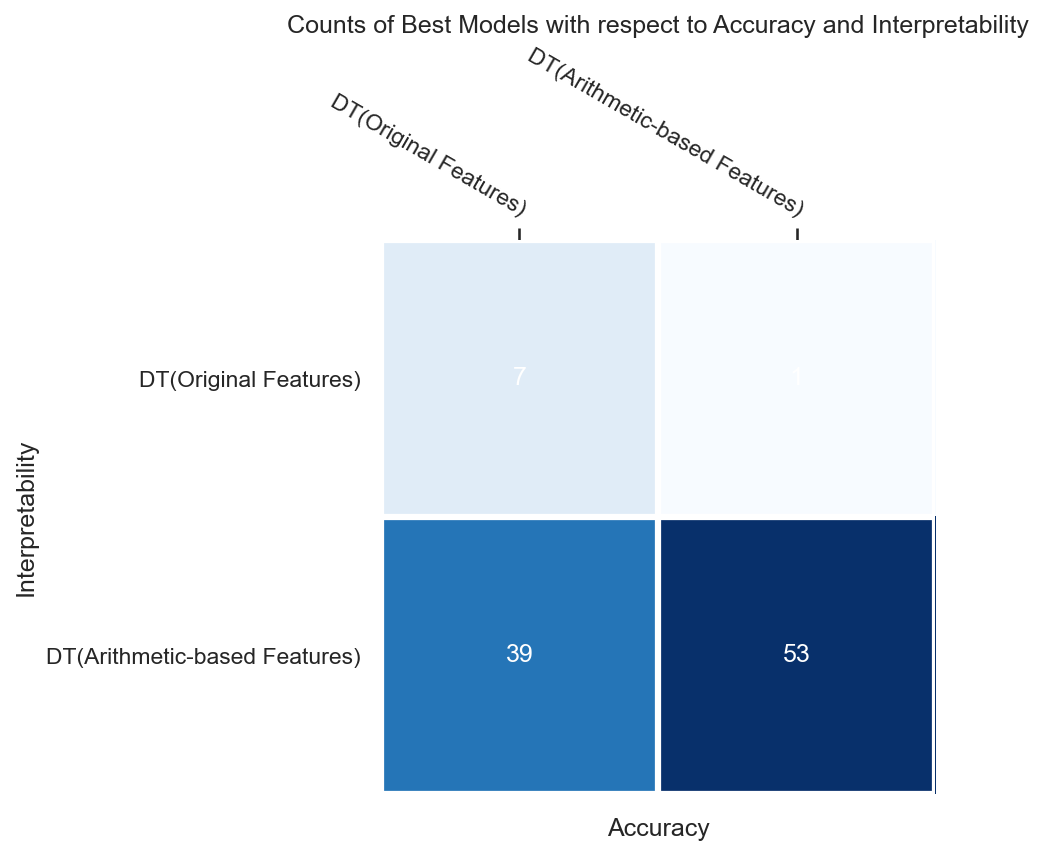 Counts of Best Models with respect to Accuracy and Interpretability
DT(Original Features)
DT(Arithmetic-based Features)
DT(Original Features)
7
1
Interpretability
DT(Arithmetic-based Features)
39
53
Accuracy